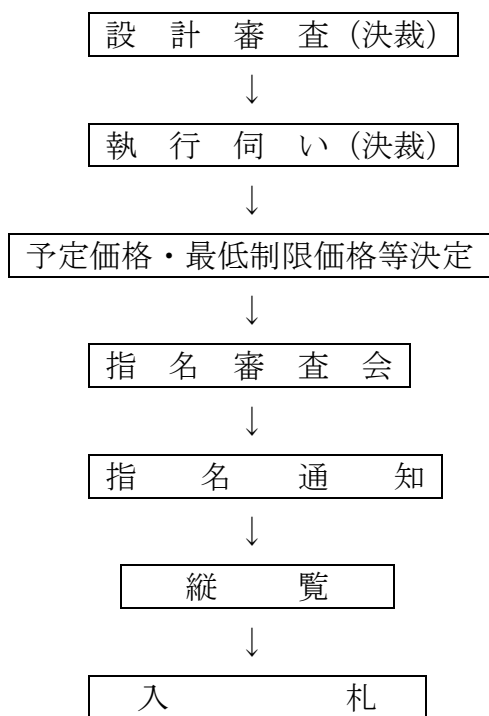 設計審査(決裁)
↓
執行伺い(決裁)
↓
予定価格・最低制限価格等決定
↓
指名審査会
↓
指名通知
↓
縦覧
↓
入札